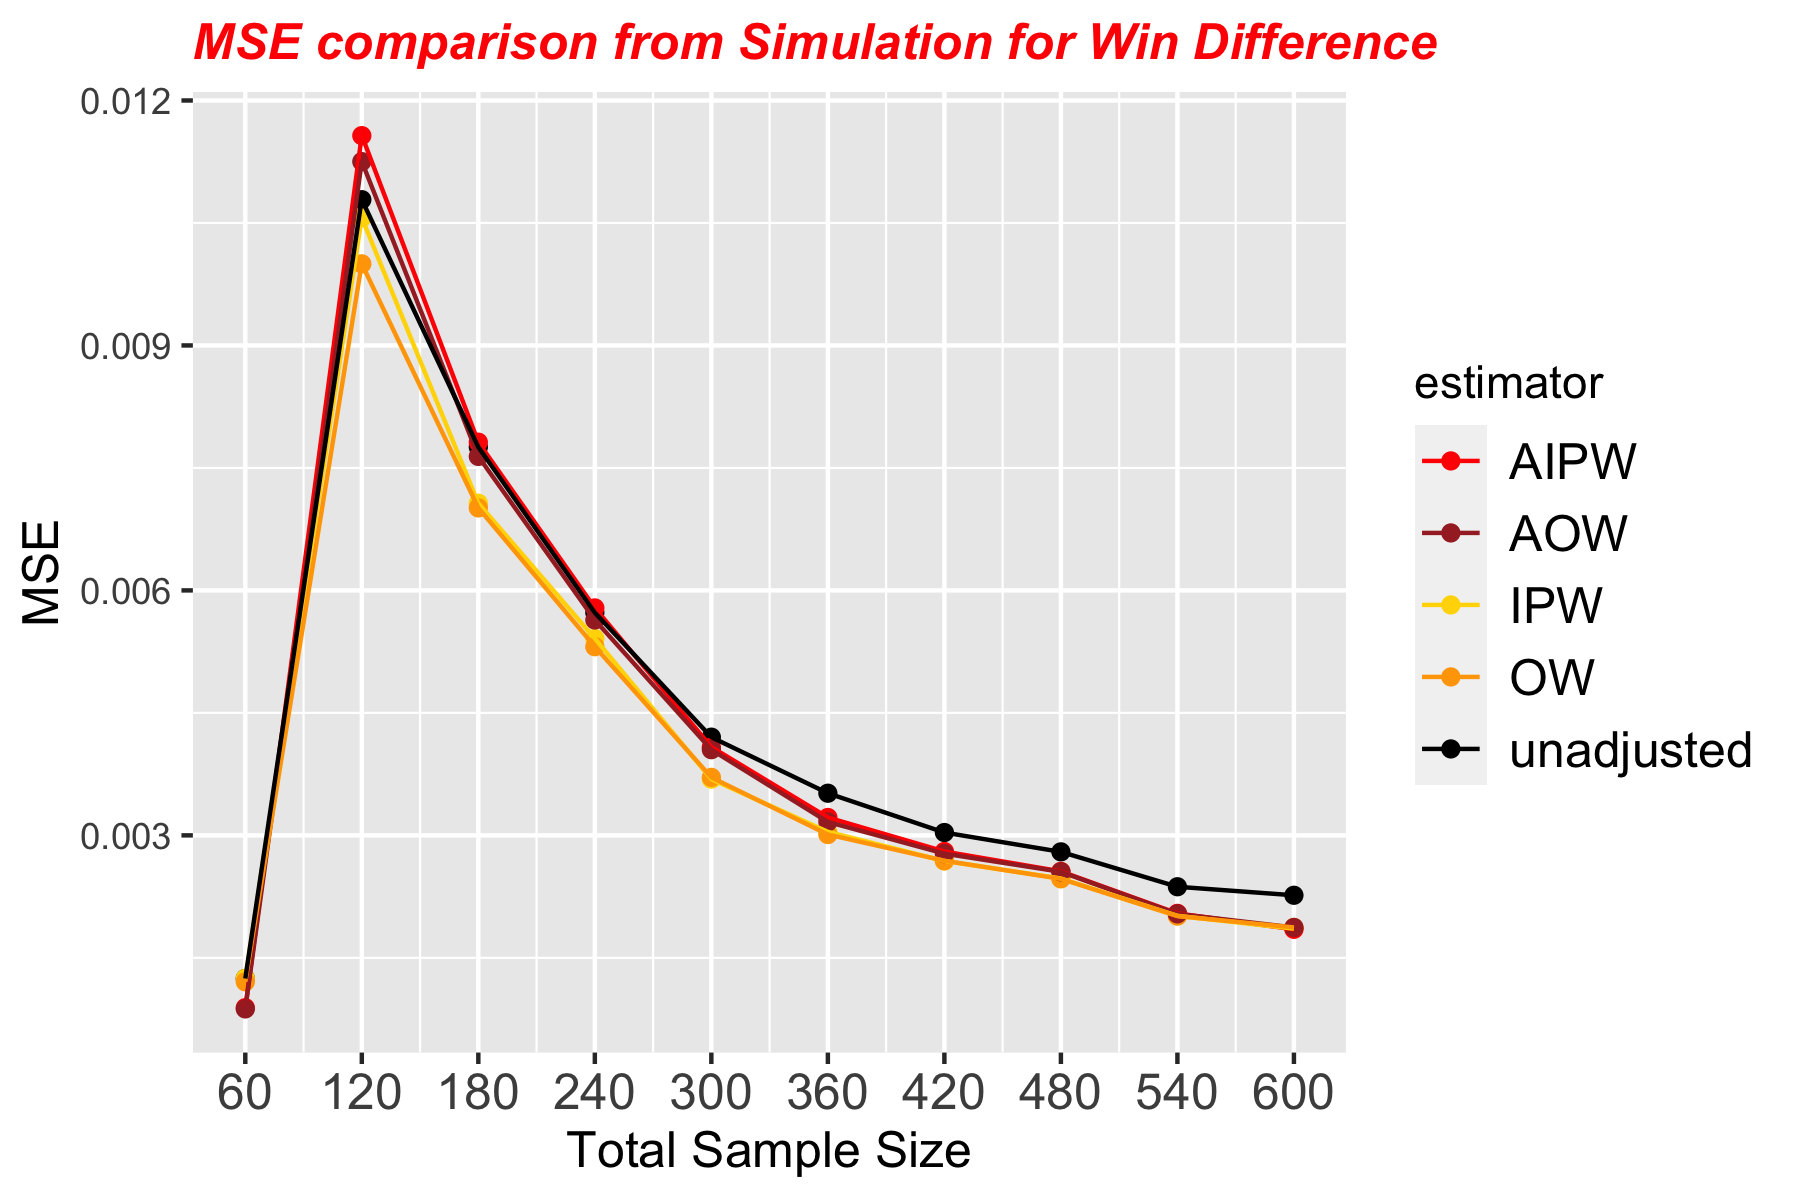 MSE comparison from Simulation for Win Difference
0.012
0.009
0.006
0.003
MSE
60 120 180 240 300 360 420 480 540 600
Total Sample Size
estimator
AIPW
AOW
IPW
OW
unadjusted